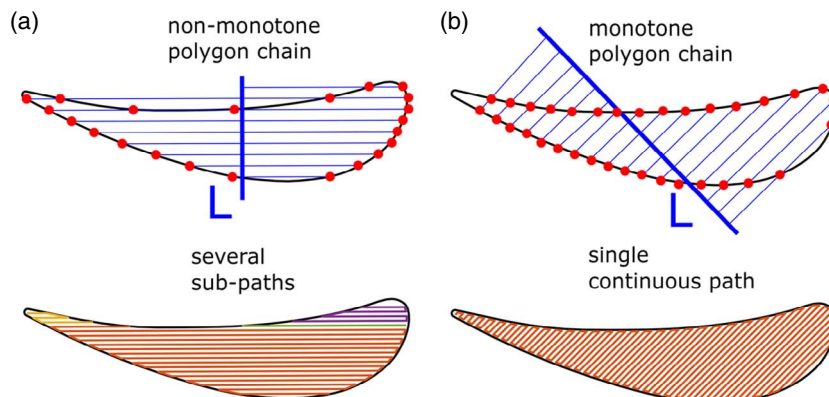 (a)
non-monotone
polygon chain
L
several
sub-paths
(b)
monotone
polygon chain
L
single
continuous path